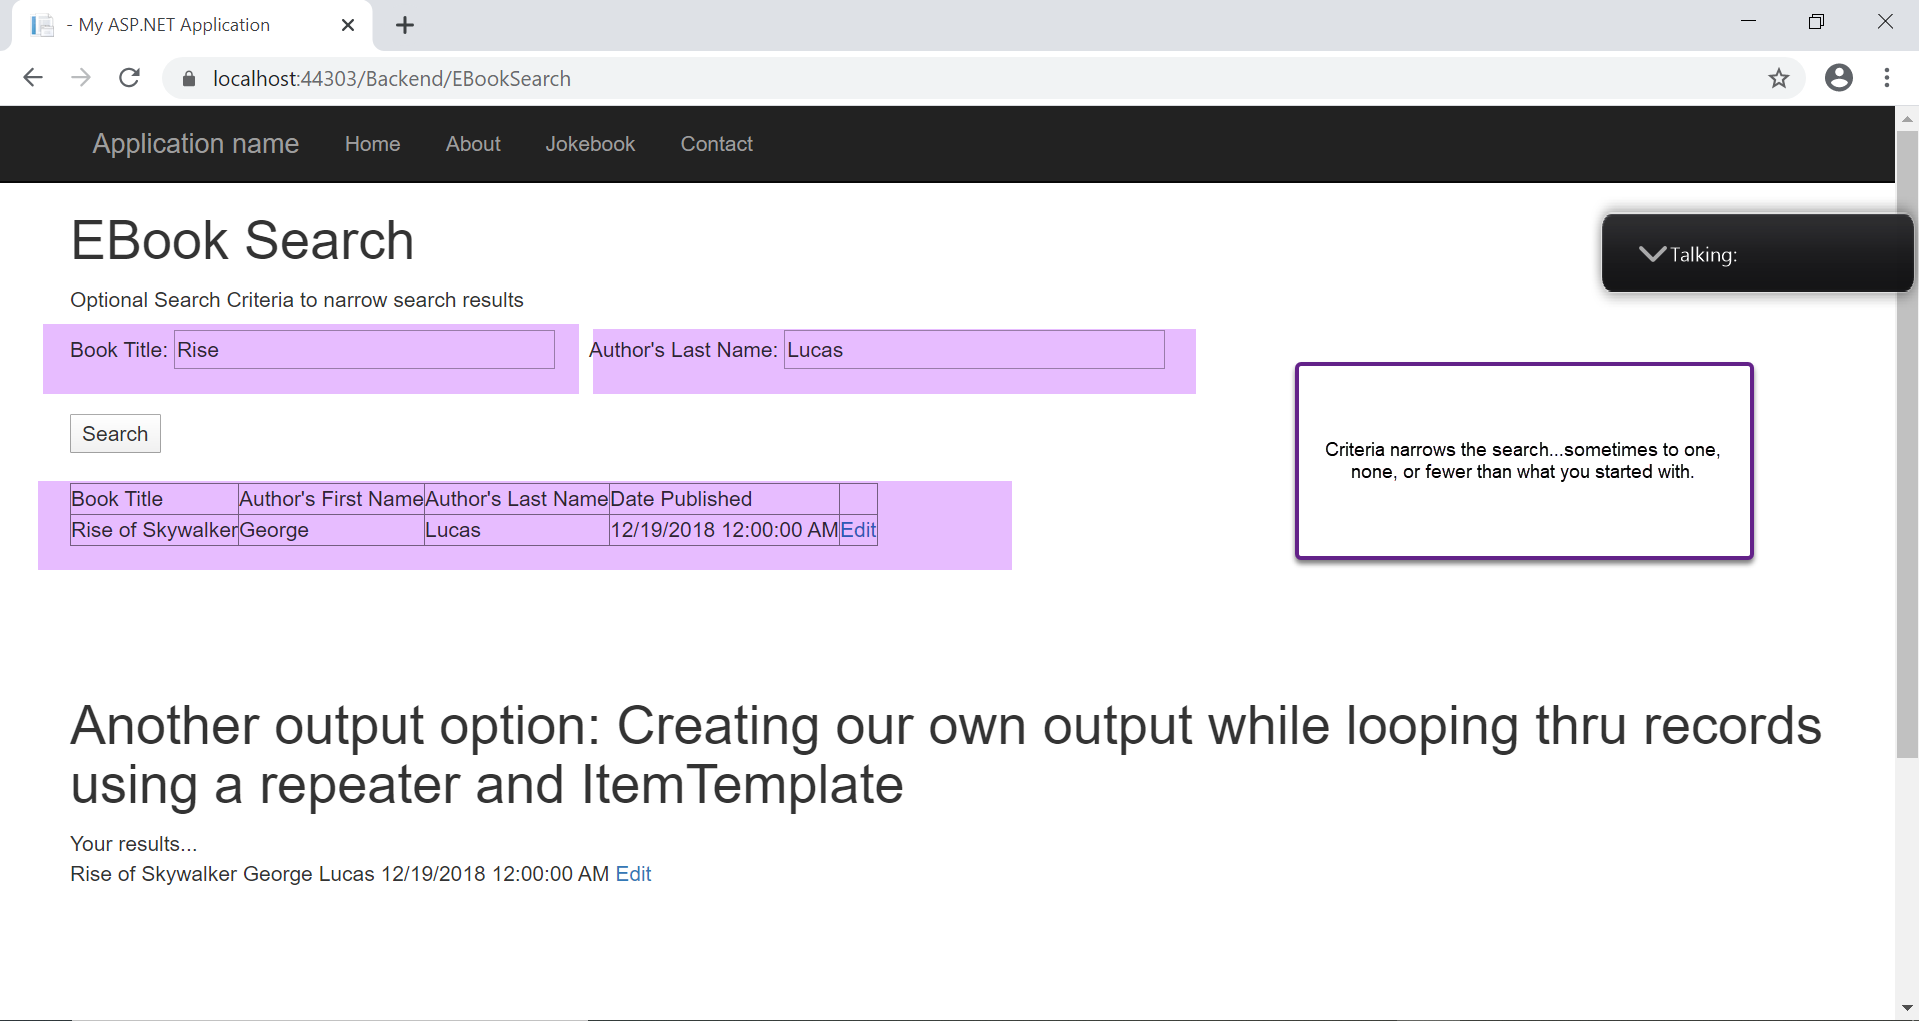 - My ASP.NET Application
localhost:44303/Backend/EBookSearch
Application name Home About Jokebook Contact
EBook Search
Talking:
Optional Search Criteria to narrow search results
Book Title: Rise Author's Last Name: Lucas
Search
Criteria narrows the search...sometimes to one,
none, or fewer than what you started with.
Book Title Author's First Name Author's Last Name Date Published
Rise of Skywalker George Lucas 12/19/2018 12:00:00 AM Edit
Another output option: Creating our own output while looping thru records
using a repeater and ItemTemplate
Your results...
Rise of Skywalker George Lucas 12/19/2018 12:00:00 AM Edit